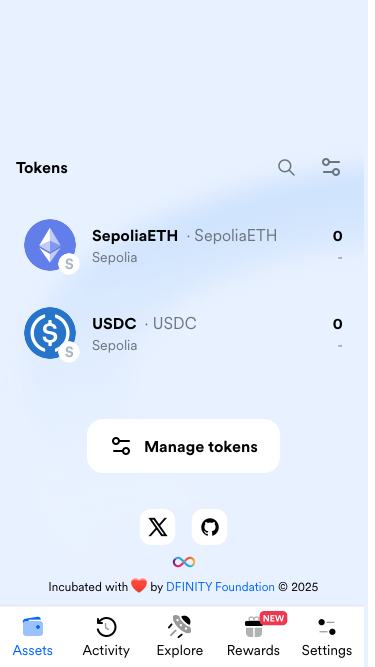 Tokens
SepoliaETH · SepoliaETH 0
Sepolia -
S
USDC · USDC 0
Sepolia -
S
Manage tokens
Incubated with ❤️ by DFINITY Foundation © 2025
NEW
Assets Activity Explore Rewards Settings